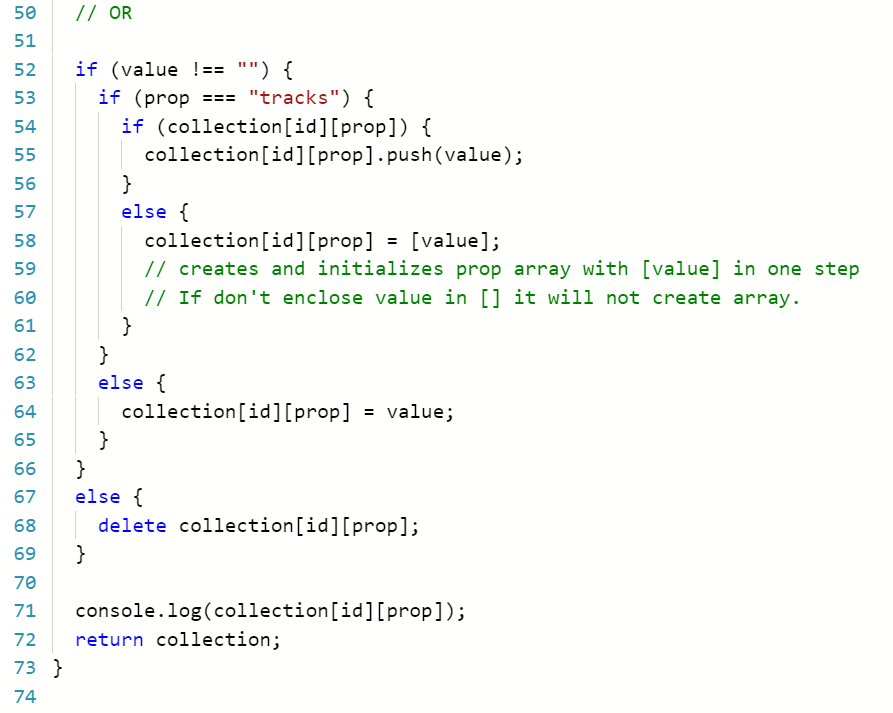 50 // OR
51
52 if (value !== "") {
53 if (prop === "tracks") {
54 if (collection[id][prop]) {
55 collection[id][prop].push(value);
56 }
57 else {
58 collection[id][prop] = [value];
59 // creates and initializes prop array with [value] in one step
60 // If don't enclose value in [] it will not create array.
61 }
62 }
63 else {
64 collection[id][prop] = value;
65 }
66 }
67 else {
68 delete collection[id][prop];
69 }
70
71 console.log(collection[id][prop]);
72 return collection;
73 }
74